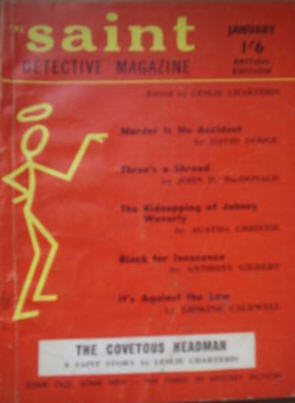 THE
saint
DETECTIVE MAGAZINE
JANUARY
1'6
BRITISH
EDITION
Edited by LESLIE CHARTERIS
Murder Is No Accident
by DAVID DODGE
Three's a Shroud
by JOHN D. MacDONALD
The Kidnapping of Johnny
Waverly
by AGATHA CHRISTIE
Black for Innocence
by ANTHONY GILBERT
It's Against the Law
by ERSKINE CALDWELL
THE COVETOUS HEADMAN
A SAINT STORY by LESLIE CHARTERIS
SOME OLD, SOME NEW — THE FINEST IN MYSTERY FICTION